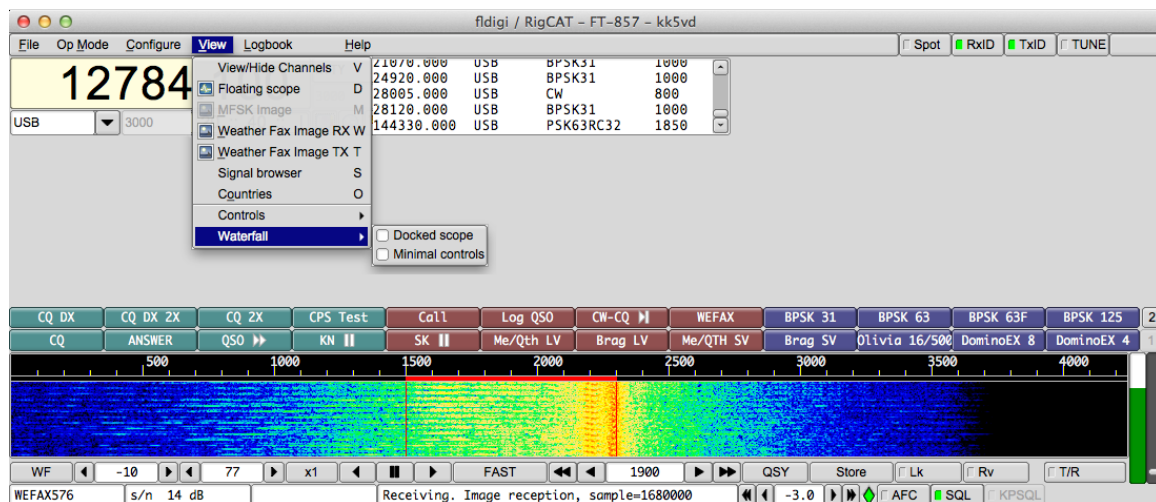 fldigi / RigCAT - FT-857 - kk5vd
File Op Mode Configure View Logbook Help Spot RxID TxID TUNE
12784
USB 3000
View/Hide Channels V
Floating scope D
MFSK Image M
Weather Fax Image RX W
Weather Fax Image TX T
Signal browser S
Countries O
Controls
Waterfall
Docked scope
Minimal controls
21070.000 USB BPSK31 1000
24920.000 USB BPSK31 1000
28005.000 USB CW 800
28120.000 USB BPSK31 1000
144330.000 USB PSK63RC32 1850
CQ DX CQ DX 2X CQ 2X CPS Test Call Log QSO CW-CQ WEFAX BPSK 31 BPSK 63 BPSK 63F BPSK 125 2
CQ ANSWER QSO KN SK Me/Qth LV Brag LV Me/QTH SV Brag SV Olivia 16/500 DominoEX 8 DominoEX 4 1
500 1000 1500 2000 2500 3000 3500 4000
WF -10 77 x1 FAST 1900 QSY Store Lk Rv T/R
WEFAX576 s/n 14 dB Receiving. Image reception, sample=1680000 -3.0 AFC SQL KPSQL